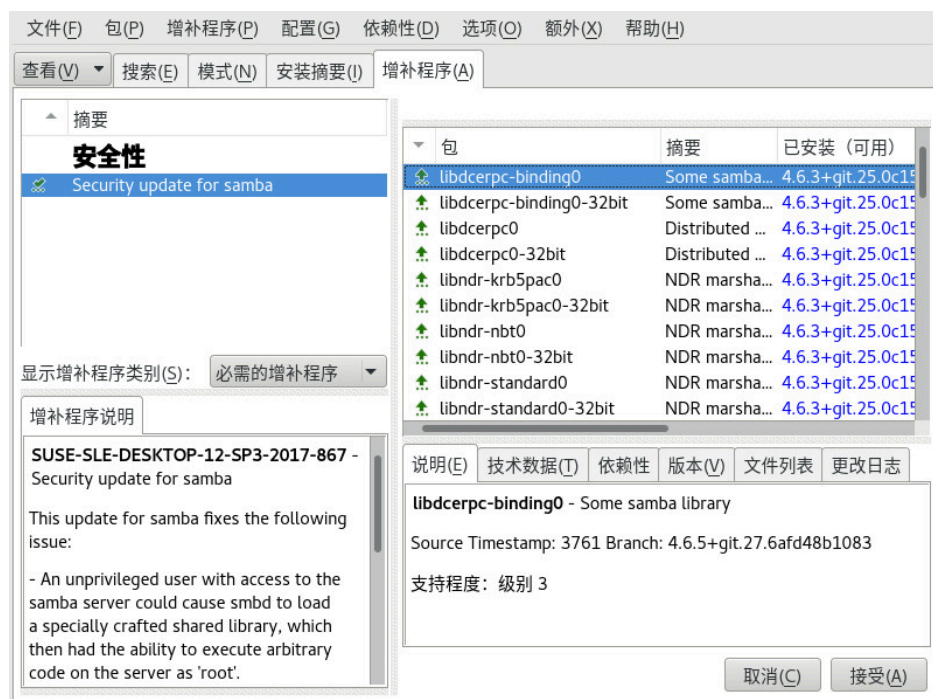 文件(F) 包(P) 增补程序(P) 配置(G) 依赖性(D) 选项(O) 额外(X) 帮助(H)
查看(V) 搜索(E) 模式(N) 安装摘要(I) 增补程序(A)
摘要
安全性
Security update for samba
显示增补程序类别(S): 必需的增补程序
增补程序说明
SUSE-SLE-DESKTOP-12-SP3-2017-867 -
Security update for samba
This update for samba fixes the following
issue:
- An unprivileged user with access to the
samba server could cause smbd to load
a specially crafted shared library, which
then had the ability to execute arbitrary
code on the server as 'root'.
包 摘要 已安装（可用）
libdcerpc-binding0 Some samba... 4.6.3+git.25.0c15
libdcerpc-binding0-32bit Some samba... 4.6.3+git.25.0c15
libdcerpc0 Distributed ... 4.6.3+git.25.0c15
libdcerpc0-32bit Distributed ... 4.6.3+git.25.0c15
libndr-krb5pac0 NDR marsha... 4.6.3+git.25.0c15
libndr-krb5pac0-32bit NDR marsha... 4.6.3+git.25.0c15
libndr-nbt0 NDR marsha... 4.6.3+git.25.0c15
libndr-nbt0-32bit NDR marsha... 4.6.3+git.25.0c15
libndr-standard0 NDR marsha... 4.6.3+git.25.0c15
libndr-standard0-32bit NDR marsha... 4.6.3+git.25.0c15
说明(E) 技术数据(T) 依赖性 版本(V) 文件列表 更改日志
libdcerpc-binding0 - Some samba library
Source Timestamp: 3761 Branch: 4.6.5+git.27.6afd48b1083
支持程度：级别 3
取消(C) 接受(A)